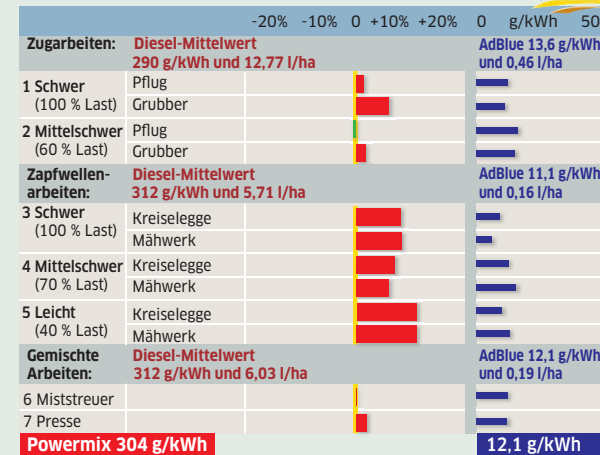 -20% -10% 0 +10% +20% 0 g/kWh 50
Zugarbeiten: Diesel-Mittelwert AdBlue 13,6 g/kWh
290 g/kWh und 12,77 l/ha und 0,46 l/ha
1 Schwer Pflug
(100 % Last) Grubber
2 Mittelschwer Pflug
(60 % Last) Grubber
Zapfwellen- Diesel-Mittelwert AdBlue 11,1 g/kWh
arbeiten: 312 g/kWh und 5,71 l/ha und 0,16 l/ha
3 Schwer Kreiselegge
(100 % Last) Mähwerk
4 Mittelschwer Kreiselegge
(70 % Last) Mähwerk
5 Leicht Kreiselegge
(40 % Last) Mähwerk
Gemischte Diesel-Mittelwert AdBlue 12,1 g/kWh
Arbeiten: 312 g/kWh und 6,03 l/ha und 0,19 l/ha
6 Miststreuer
7 Presse
Powermix 304 g/kWh 12,1 g/kWh